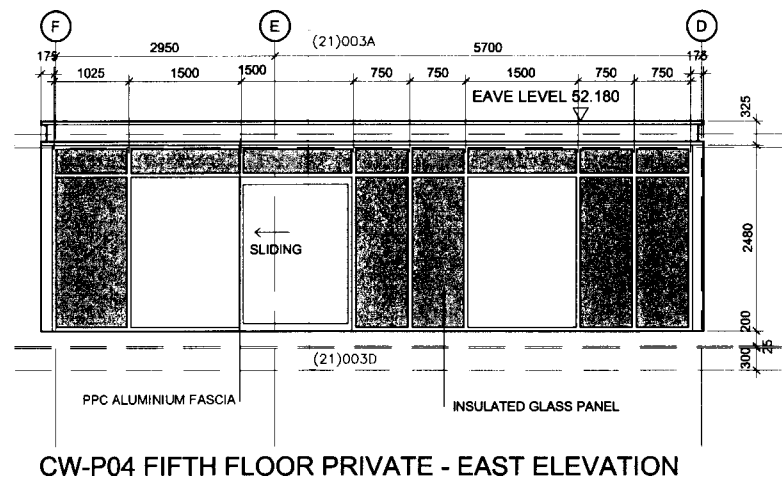 F E D
2950 (21)003A 5700
175 175
1025 1500 1500 750 750 1500 750 750
EAVE LEVEL 52.180
325
SLIDING
2480
200
25
(21)003D
300
PPC ALUMINIUM FASCIA
INSULATED GLASS PANEL
CW-P04 FIFTH FLOOR PRIVATE - EAST ELEVATION